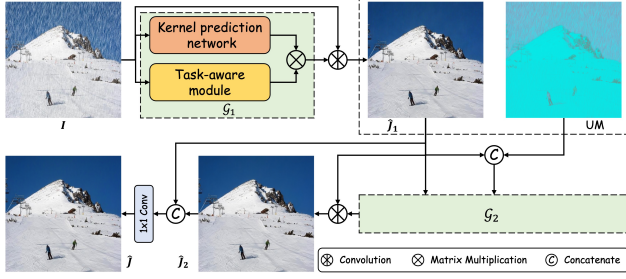 Kernel prediction
network
Task-aware
module
𝒢₁
I
Ĵ₁
UM
C
𝒢₂
1x1 Conv
C
Ĵ
Ĵ₂
Convolution
Matrix Multiplication
C Concatenate